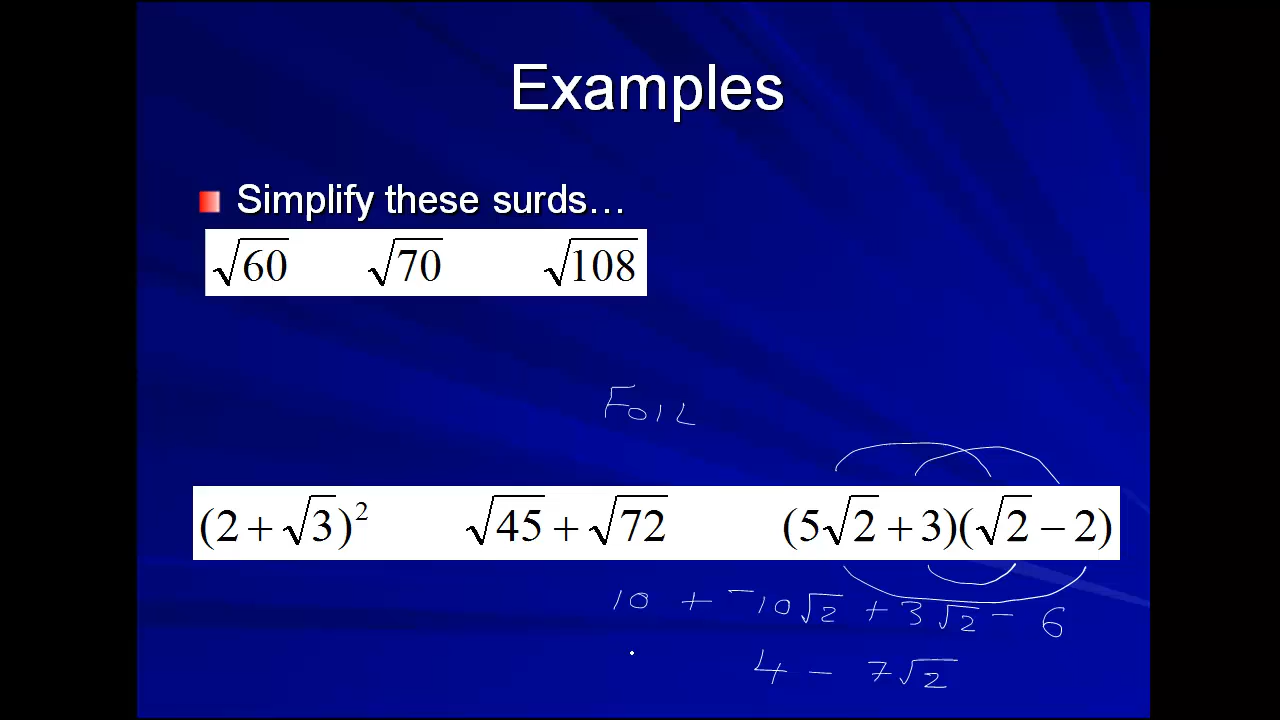 Examples
Simplify these surds…
√60 √70 √108
FOIL
(2 + √3)² √45 + √72 (5√2 + 3)(√2 − 2)
10 + ⁻10√2 + 3√2 − 6
4 − 7√2